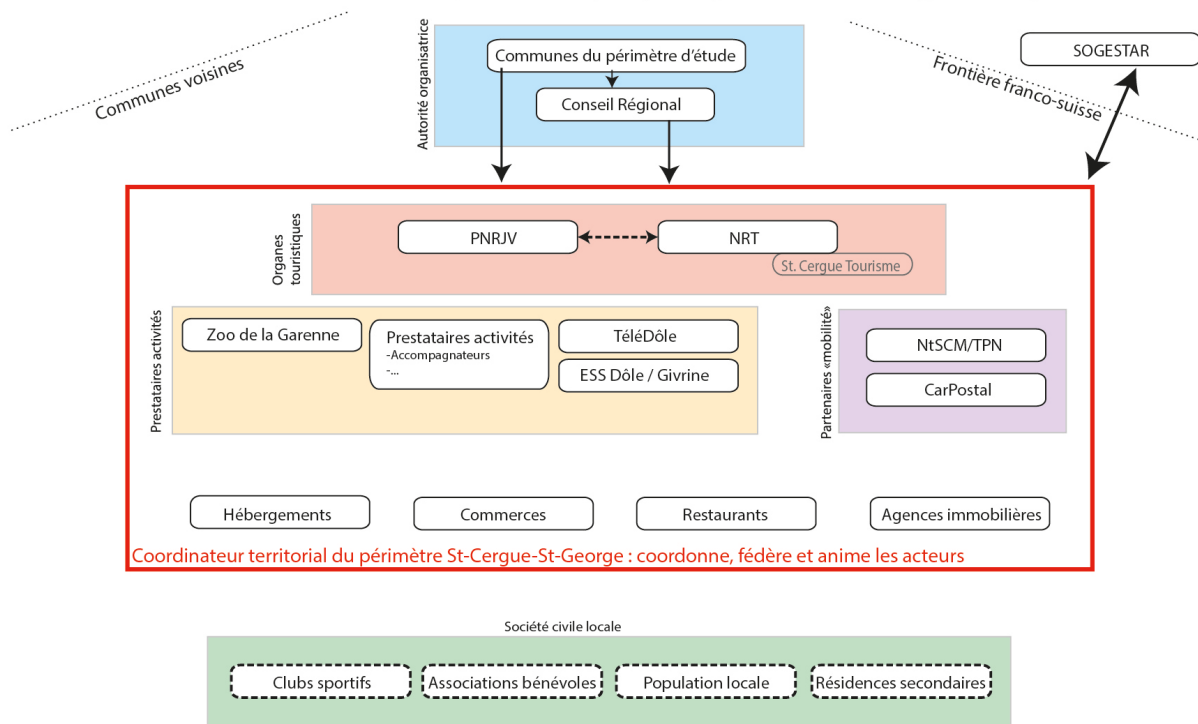 Communes voisines
Autorité organisatrice
Communes du périmètre d'étude
Conseil Régional
Frontière franco-suisse
SOGESTAR
Organes
touristiques
PNRJV
NRT
St. Cergue Tourisme
Prestataires activités
Zoo de la Garenne
Prestataires activités
-Accompagnateurs
-...
TéléDôle
ESS Dôle / Givrine
Partenaires «mobilité»
NtSCM/TPN
CarPostal
Hébergements
Commerces
Restaurants
Agences immobilières
Coordinateur territorial du périmètre St-Cergue-St-George : coordonne, fédère et anime les acteurs
Société civile locale
Clubs sportifs
Associations bénévoles
Population locale
Résidences secondaires